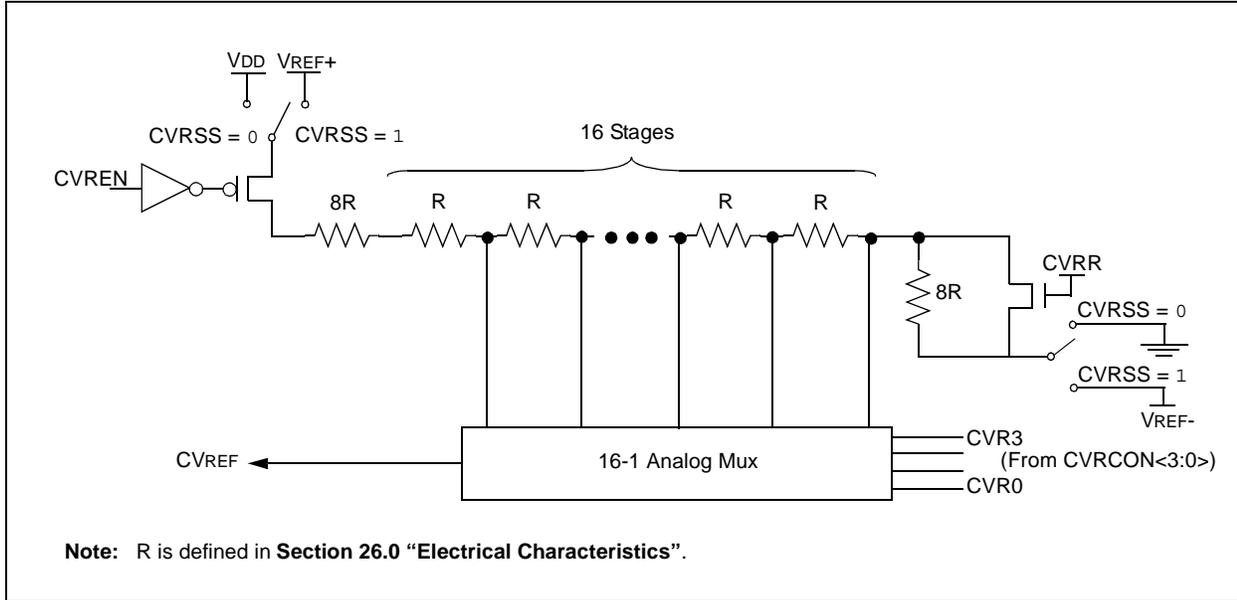 VDD VREF+
CVRSS = 0 CVRSS = 1
16 Stages
CVREN
8R R R R R
CVRR
8R
CVRSS = 0
CVRSS = 1
VREF-
CVR3
CVREF 16-1 Analog Mux (From CVRCON<3:0>)
CVR0
Note: R is defined in Section 26.0 “Electrical Characteristics”.